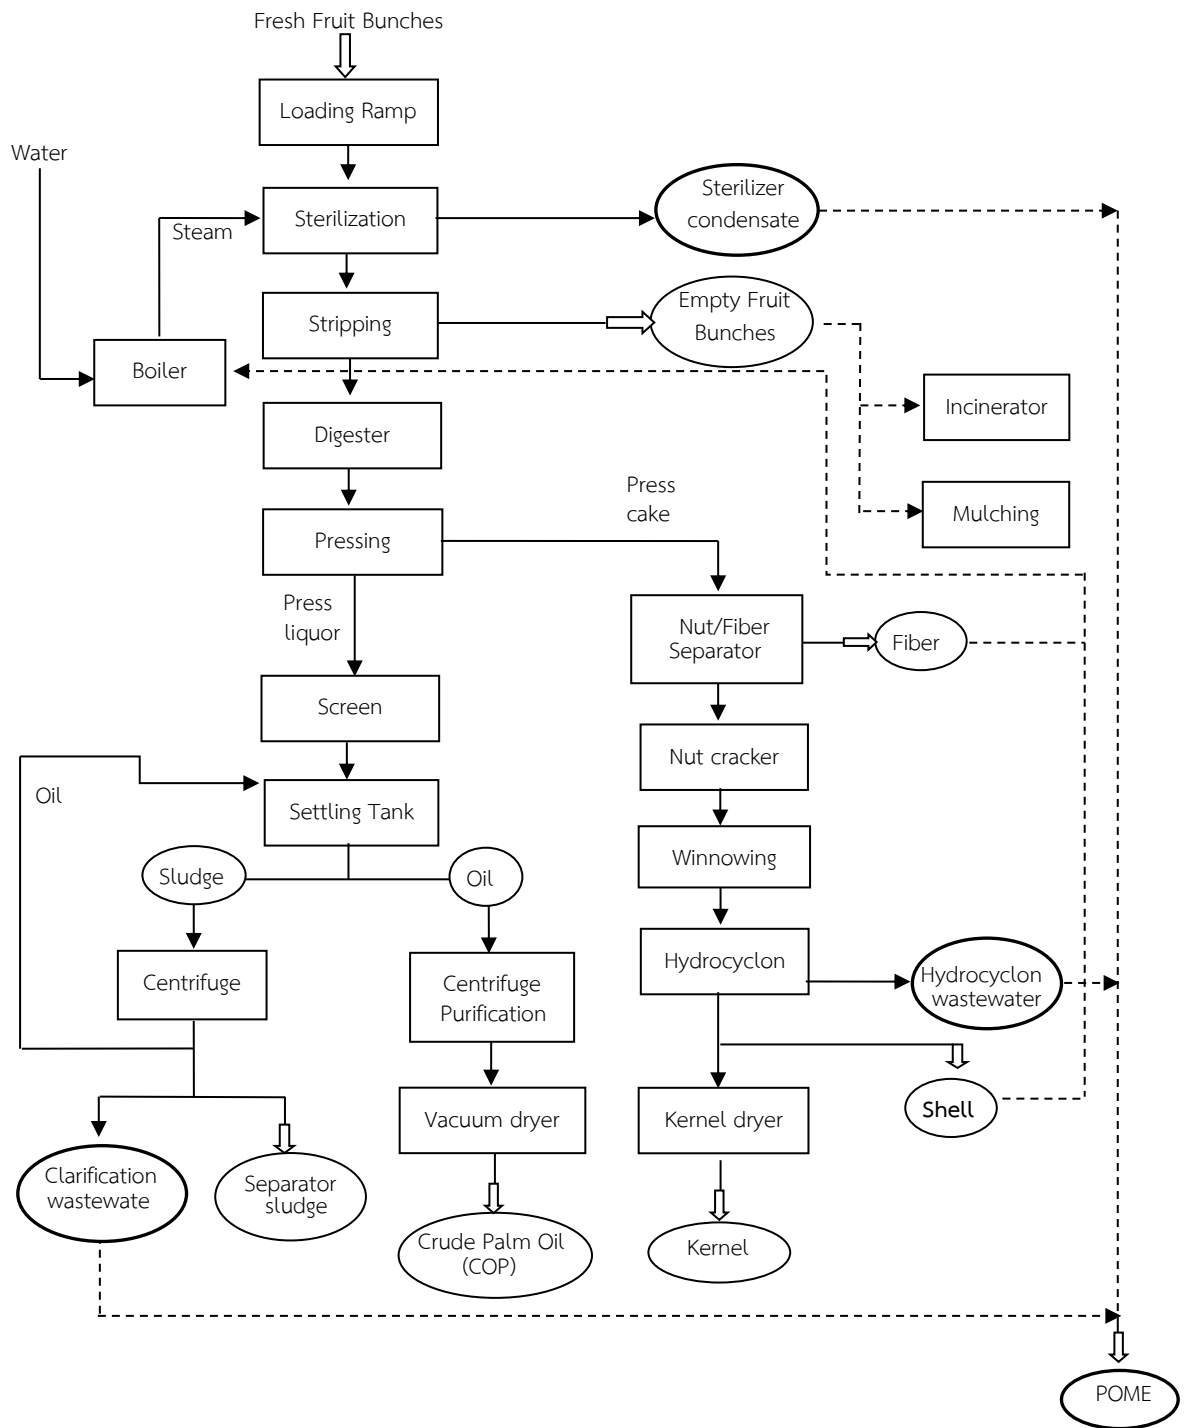 Fresh Fruit Bunches
Loading Ramp
Water
Sterilizer
condensate
Sterilization
Steam
Empty Fruit
Bunches
Stripping
Boiler
Incinerator
Digester
Press
cake
Mulching
Pressing
Press
liquor
Nut/Fiber
Separator
Fiber
Screen
Nut cracker
Oil
Settling Tank
Winnowing
Sludge
Oil
Hydrocyclon
Hydrocyclon
wastewater
Centrifuge
Centrifuge
Purification
Shell
Vacuum dryer
Kernel dryer
Clarification
wastewate
Separator
sludge
Crude Palm Oil
(COP)
Kernel
POME